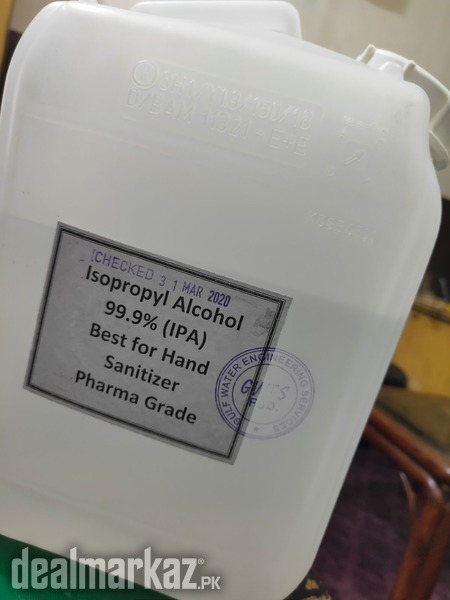 CHECKED 31 MAR 2020
Isopropyl Alcohol
99.9% (IPA)
Best for Hand
Sanitizer
Pharma Grade
GULF WATER ENGINEERING SERVICES
dealmarkaz.PK